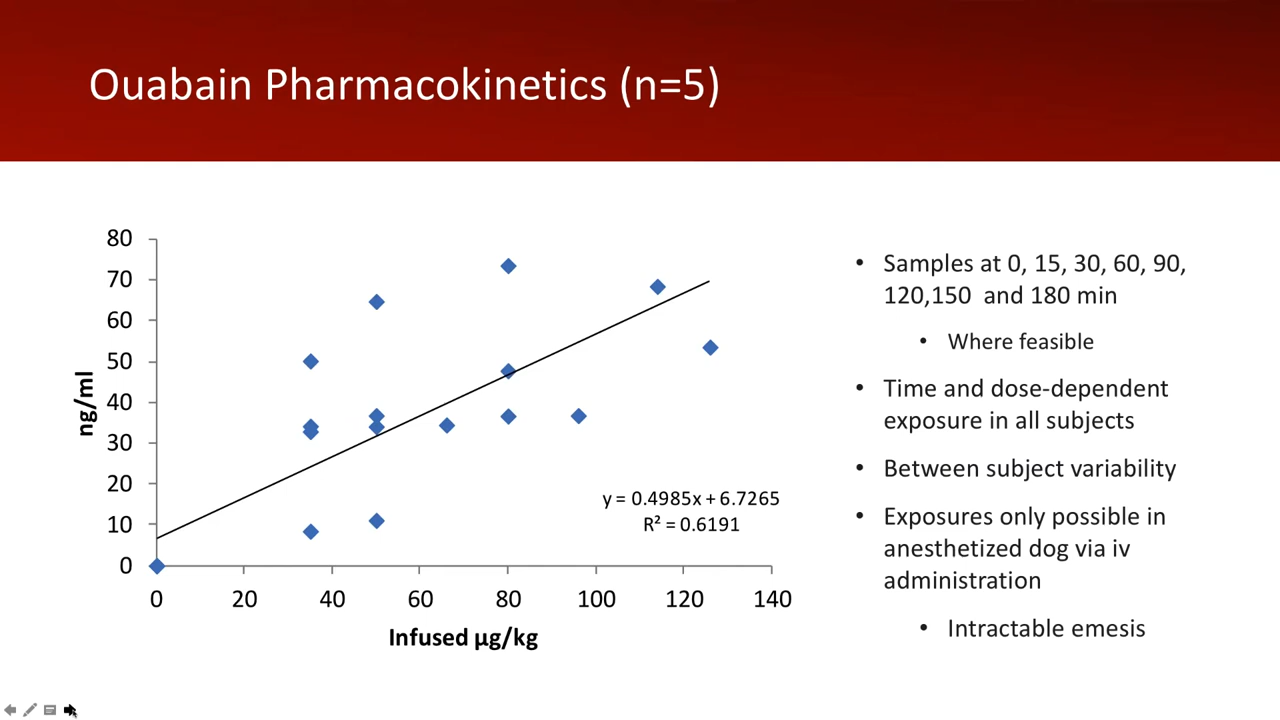 Ouabain Pharmacokinetics (n=5)
80
70
60
50
40
30
20
10
0
ng/ml
0 20 40 60 80 100 120 140
Infused µg/kg
y = 0.4985x + 6.7265
R² = 0.6191
• Samples at 0, 15, 30, 60, 90,
120,150 and 180 min
• Where feasible
• Time and dose-dependent
exposure in all subjects
• Between subject variability
• Exposures only possible in
anesthetized dog via iv
administration
• Intractable emesis